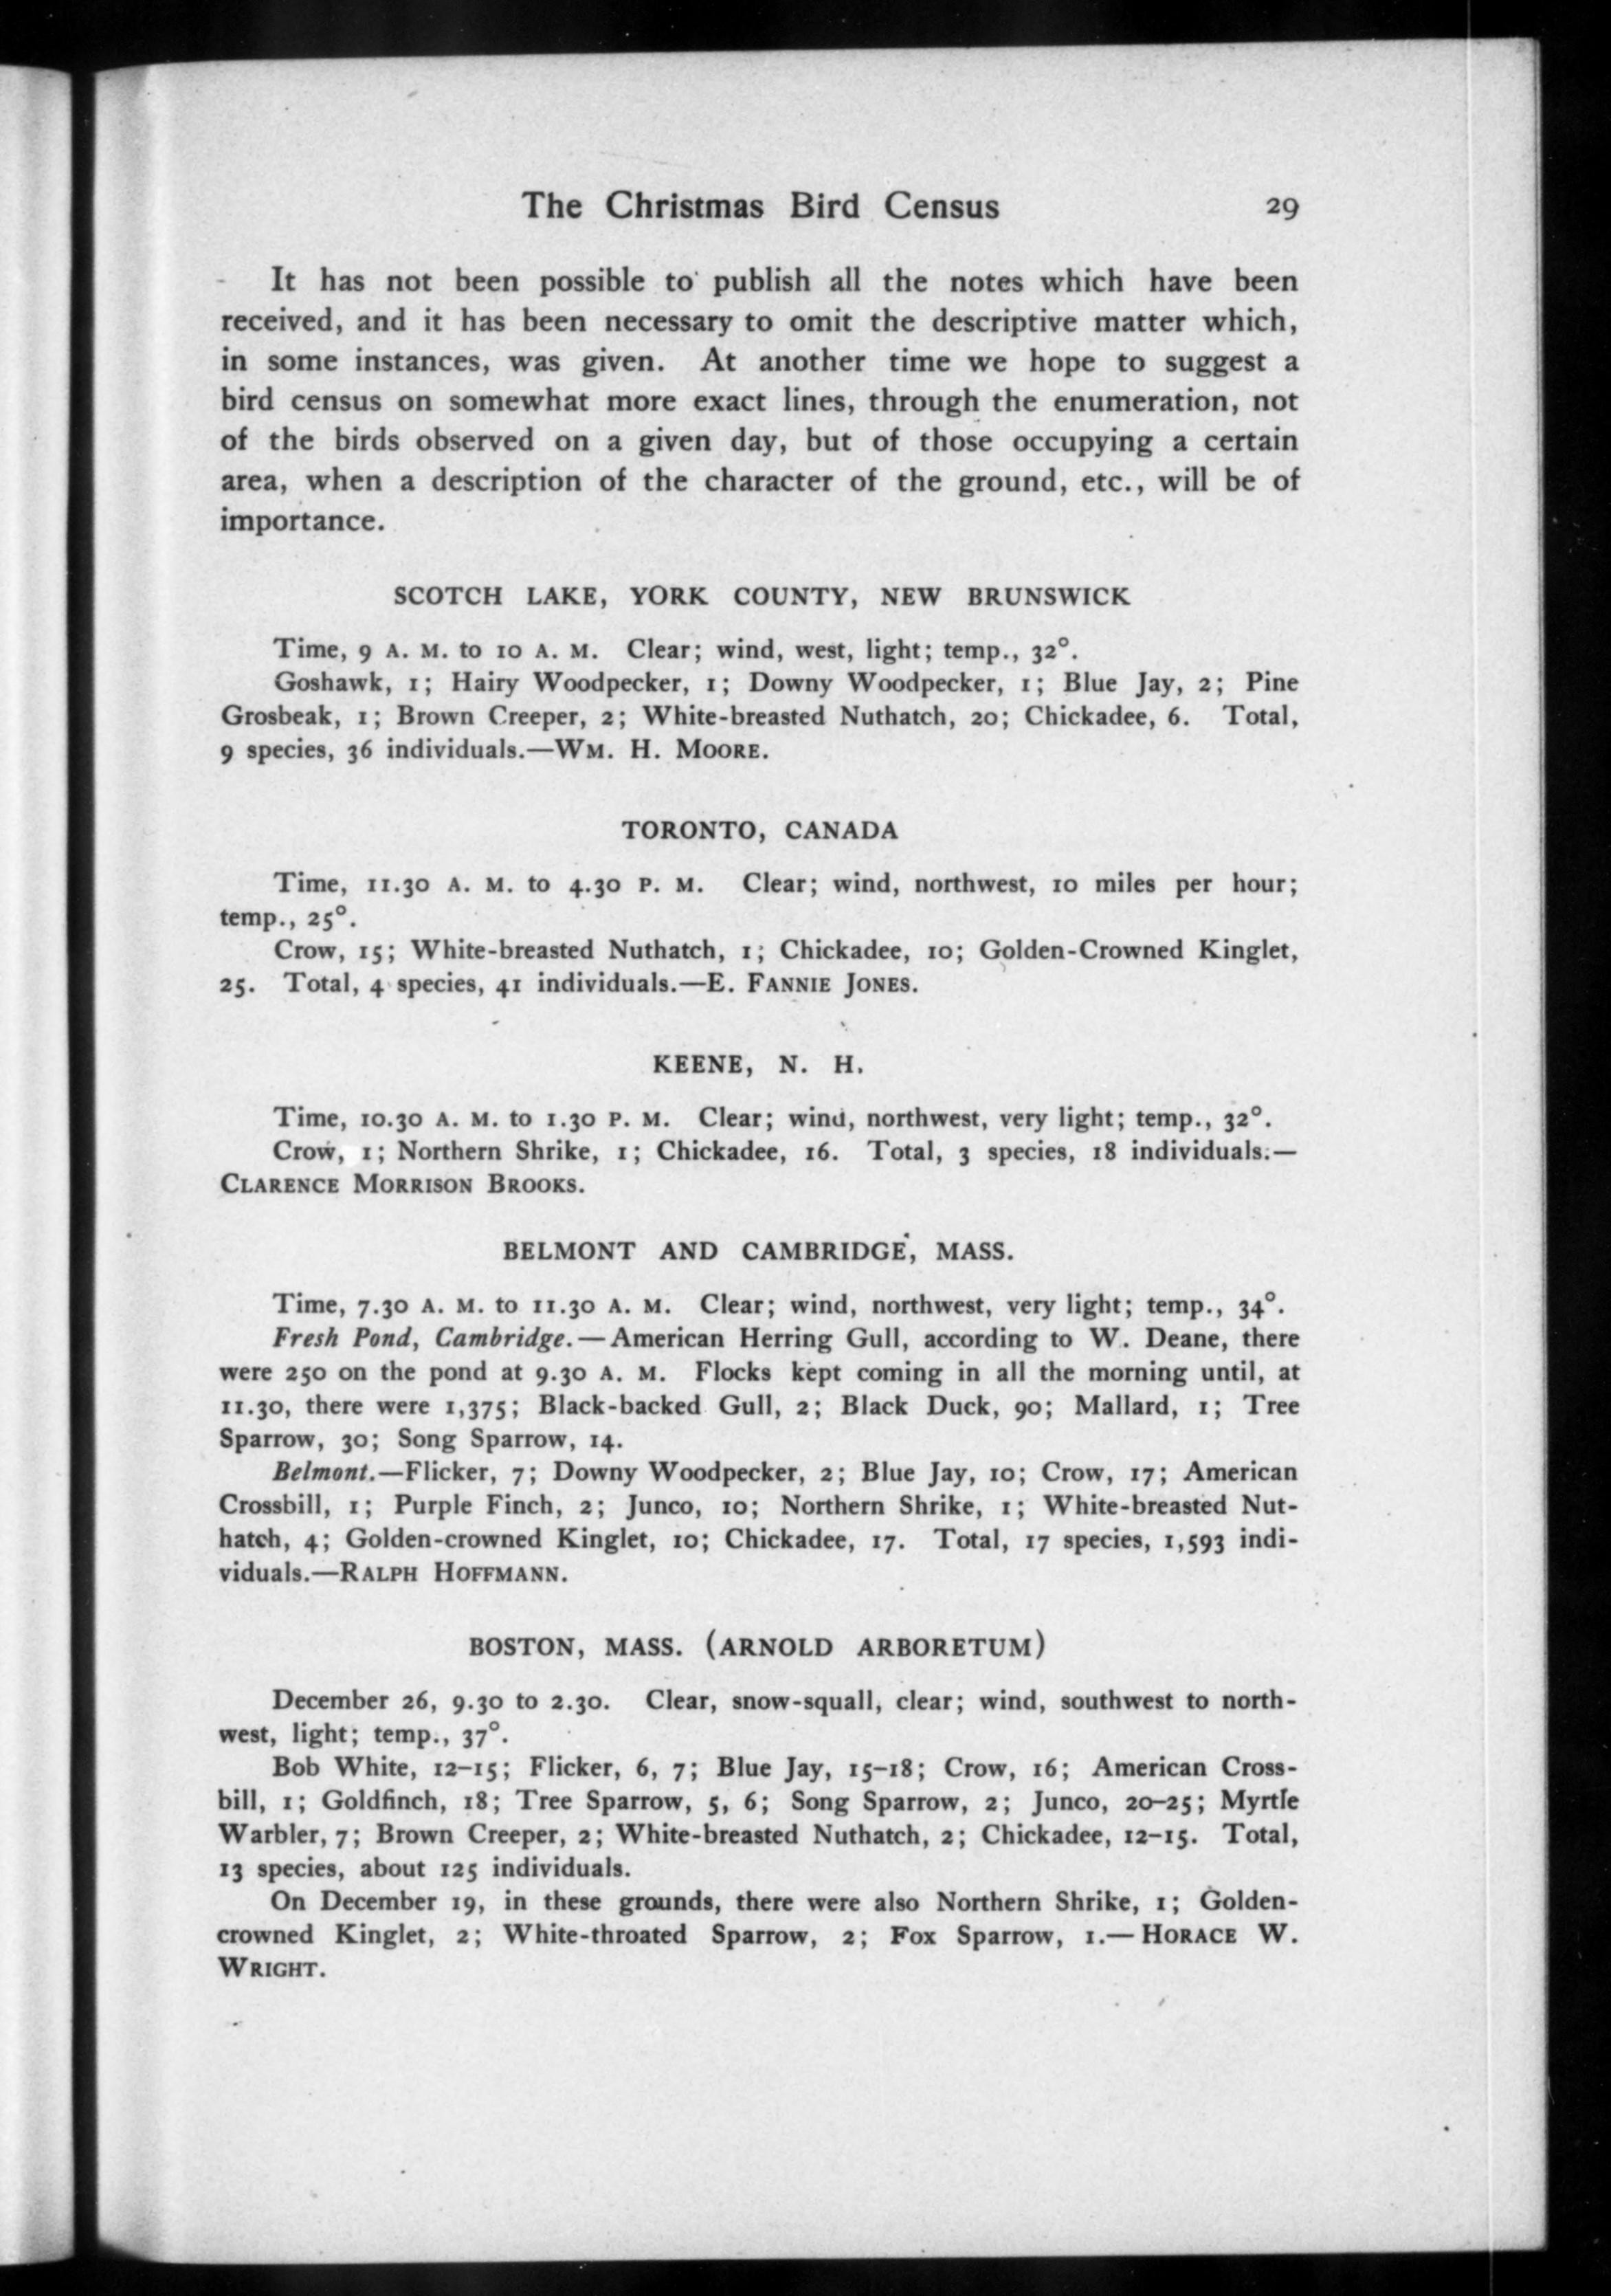 The Christmas Bird Census 29
It has not been possible to publish all the notes which have been
received, and it has been necessary to omit the descriptive matter which,
in some instances, was given. At another time we hope to suggest a
bird census on somewhat more exact lines, through the enumeration, not
of the birds observed on a given day, but of those occupying a certain
area, when a description of the character of the ground, etc., will be of
importance.
SCOTCH LAKE, YORK COUNTY, NEW BRUNSWICK
Time, 9 A. M. to 10 A. M. Clear; wind, west, light; temp., 32°.
Goshawk, 1; Hairy Woodpecker, 1; Downy Woodpecker, 1; Blue Jay, 2; Pine
Grosbeak, 1; Brown Creeper, 2; White-breasted Nuthatch, 20; Chickadee, 6. Total,
9 species, 36 individuals.—WM. H. MOORE.
TORONTO, CANADA
Time, 11.30 A. M. to 4.30 P. M. Clear; wind, northwest, 10 miles per hour;
temp., 25°.
Crow, 15; White-breasted Nuthatch, 1; Chickadee, 10; Golden-Crowned Kinglet,
25. Total, 4 species, 41 individuals.—E. FANNIE JONES.
KEENE, N. H.
Time, 10.30 A. M. to 1.30 P. M. Clear; wind, northwest, very light; temp., 32°.
Crow, 1; Northern Shrike, 1; Chickadee, 16. Total, 3 species, 18 individuals.—
CLARENCE MORRISON BROOKS.
BELMONT AND CAMBRIDGE, MASS.
Time, 7.30 A. M. to 11.30 A. M. Clear; wind, northwest, very light; temp., 34°.
Fresh Pond, Cambridge.—American Herring Gull, according to W. Deane, there
were 250 on the pond at 9.30 A. M. Flocks kept coming in all the morning until, at
11.30, there were 1,375; Black-backed Gull, 2; Black Duck, 90; Mallard, 1; Tree
Sparrow, 30; Song Sparrow, 14.
Belmont.—Flicker, 7; Downy Woodpecker, 2; Blue Jay, 10; Crow, 17; American
Crossbill, 1; Purple Finch, 2; Junco, 10; Northern Shrike, 1; White-breasted Nut-
hatch, 4; Golden-crowned Kinglet, 10; Chickadee, 17. Total, 17 species, 1,593 indi-
viduals.—RALPH HOFFMANN.
BOSTON, MASS. (ARNOLD ARBORETUM)
December 26, 9.30 to 2.30. Clear, snow-squall, clear; wind, southwest to north-
west, light; temp., 37°.
Bob White, 12–15; Flicker, 6, 7; Blue Jay, 15–18; Crow, 16; American Cross-
bill, 1; Goldfinch, 18; Tree Sparrow, 5, 6; Song Sparrow, 2; Junco, 20–25; Myrtle
Warbler, 7; Brown Creeper, 2; White-breasted Nuthatch, 2; Chickadee, 12–15. Total,
13 species, about 125 individuals.
On December 19, in these grounds, there were also Northern Shrike, 1; Golden-
crowned Kinglet, 2; White-throated Sparrow, 2; Fox Sparrow, 1.—HORACE W.
WRIGHT.